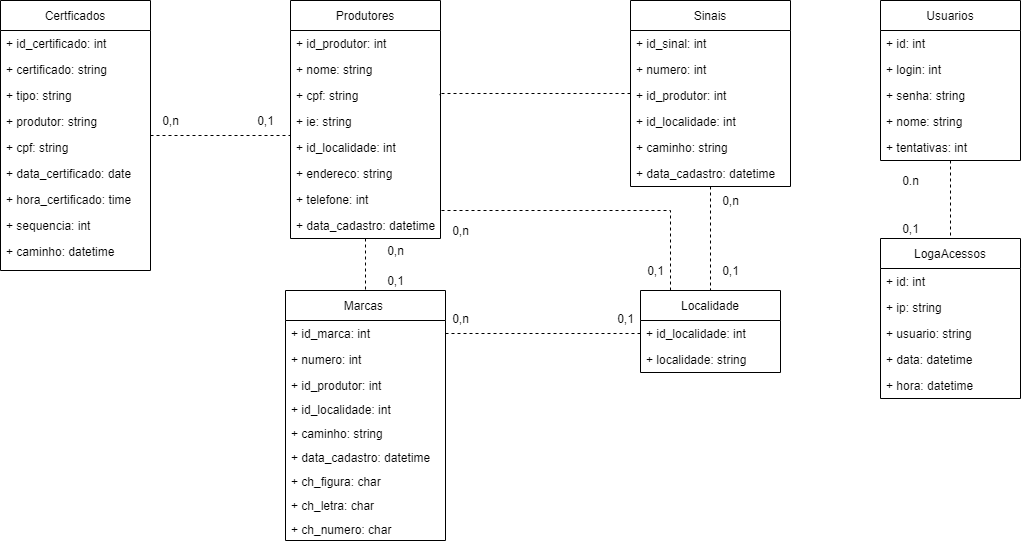 Certficados
+ id_certificado: int
+ certificado: string
+ tipo: string
+ produtor: string
+ cpf: string
+ data_certificado: date
+ hora_certificado: time
+ sequencia: int
+ caminho: datetime
0,n
0,1
Produtores
+ id_produtor: int
+ nome: string
+ cpf: string
+ ie: string
+ id_localidade: int
+ endereco: string
+ telefone: int
+ data_cadastro: datetime
0,n
0,1
0,n
0,1
Sinais
+ id_sinal: int
+ numero: int
+ id_produtor: int
+ id_localidade: int
+ caminho: string
+ data_cadastro: datetime
0,n
0,1
Marcas
+ id_marca: int
+ numero: int
+ id_produtor: int
+ id_localidade: int
+ caminho: string
+ data_cadastro: datetime
+ ch_figura: char
+ ch_letra: char
+ ch_numero: char
0,n
0,1
Localidade
+ id_localidade: int
+ localidade: string
Usuarios
+ id: int
+ login: int
+ senha: string
+ nome: string
+ tentativas: int
0.n
0,1
LogaAcessos
+ id: int
+ ip: string
+ usuario: string
+ data: datetime
+ hora: datetime